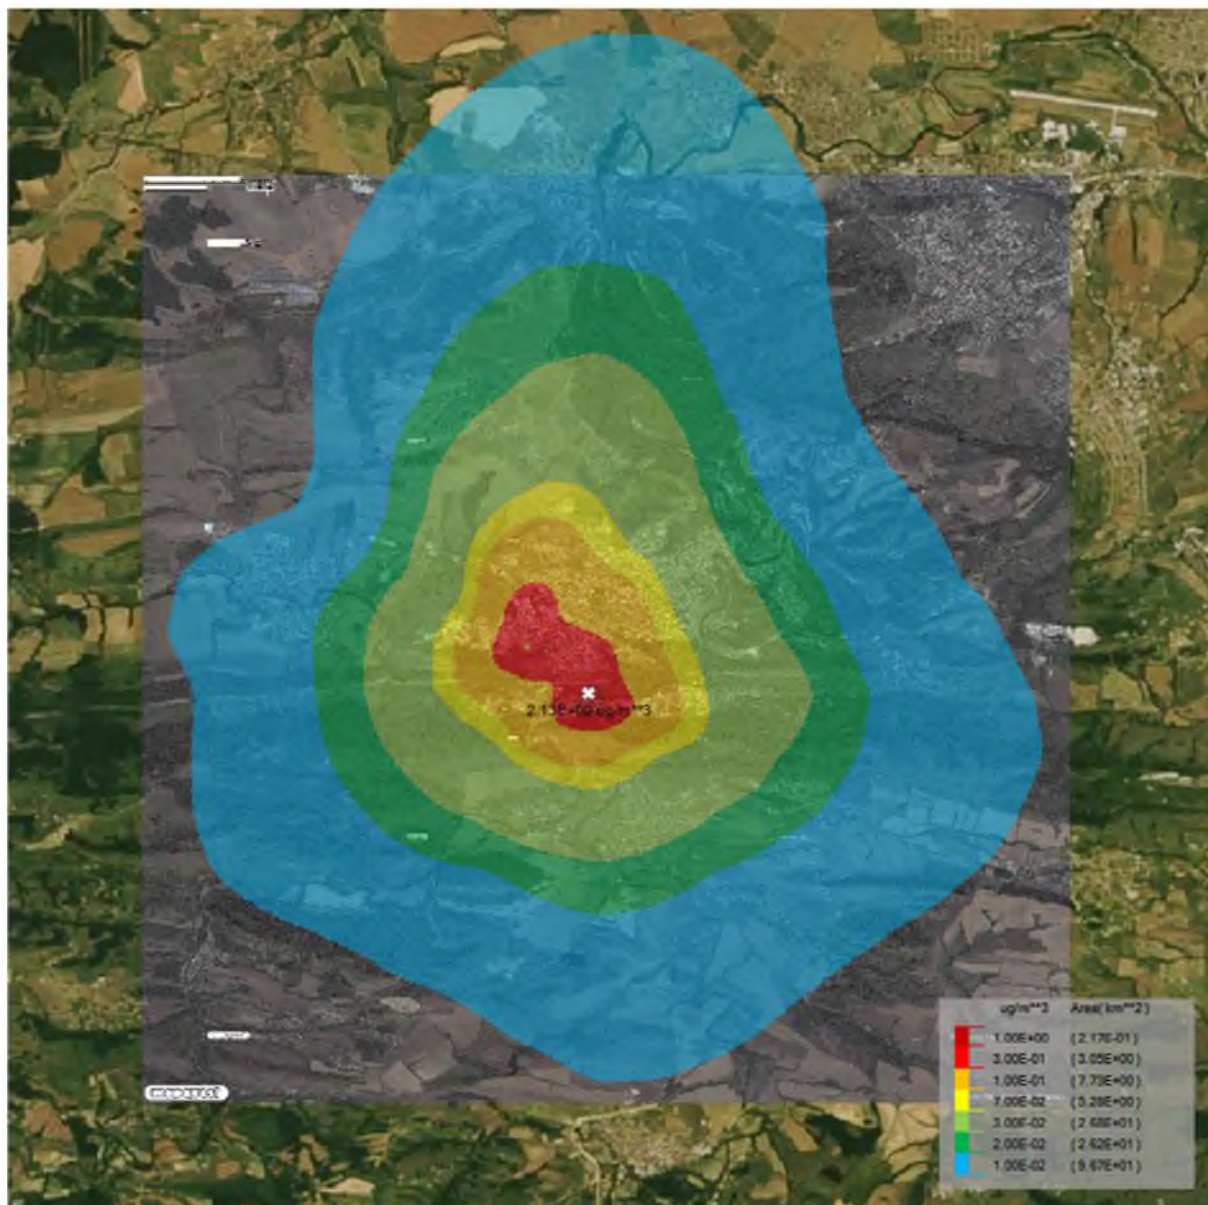 2.13E+00 ug/m**3
ug/m**3 Area(km**2)
1.00E+00 (2.17E-01)
3.00E-01 (3.05E+00)
1.00E-01 (7.73E+00)
7.00E-02 (5.28E+00)
3.00E-02 (2.68E+01)
2.00E-02 (2.62E+01)
1.00E-02 (9.67E+01)